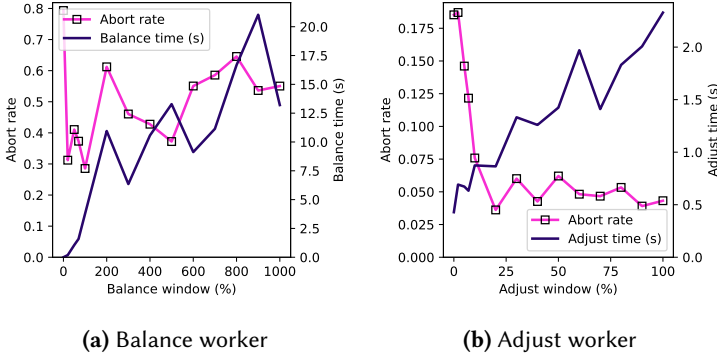 Abort rate
Balance time (s)
0.8
0.7
0.6
0.5
0.4
0.3
0.2
0.1
0.0
Abort rate
20.0
17.5
15.0
12.5
10.0
7.5
5.0
2.5
0.0
Balance time (s)
0 200 400 600 800 1000
Balance window (%)
(a) Balance worker
0.175
0.150
0.125
0.100
0.075
0.050
0.025
0.000
Abort rate
2.0
1.5
1.0
0.5
0.0
Adjust time (s)
Abort rate
Adjust time (s)
0 25 50 75 100
Adjust window (%)
(b) Adjust worker